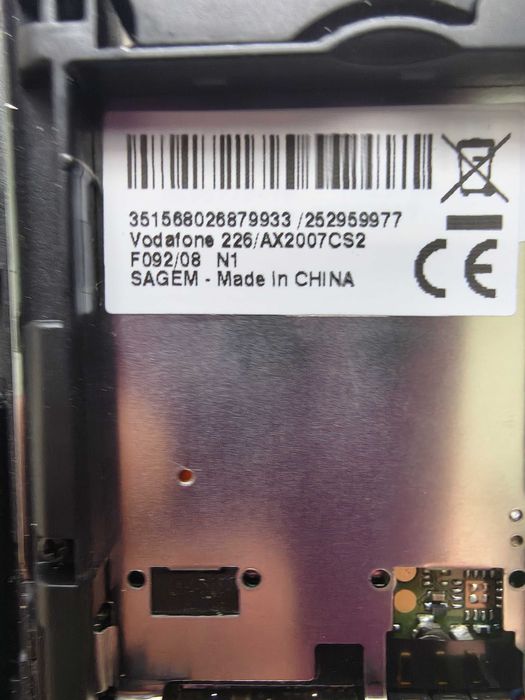 351568026879933 /252959977
Vodafone 226/AX2007CS2
F092/08 N1
SAGEM - Made in CHINA
CE